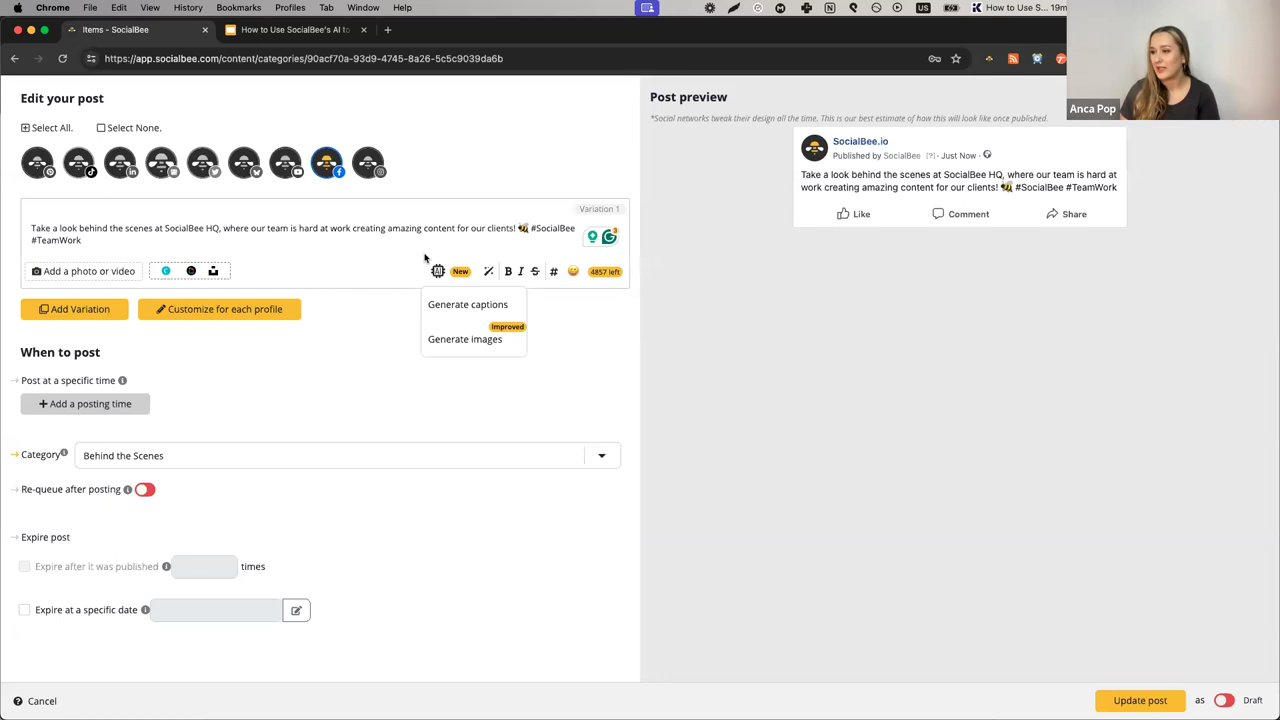 Chrome File Edit View History Bookmarks Profiles Tab Window Help
US
How to Use S... 19m
Items - SocialBee
How to Use SocialBee's AI to
https://app.socialbee.com/content/categories/90acf70a-93d9-4745-8a26-5c5c9039da6b
Anca Pop
Edit your post
Select All.
Select None.
Variation 1
Take a look behind the scenes at SocialBee HQ, where our team is hard at work creating amazing content for our clients! 🐝 #SocialBee
#TeamWork
Add a photo or video
AI
New
B I S # 😀
4857 left
Generate captions
Improved
Generate images
Add Variation
Customize for each profile
When to post
Post at a specific time
+ Add a posting time
Category
Behind the Scenes
Re-queue after posting
Expire post
Expire after it was published
times
Expire at a specific date
Cancel
Post preview
*Social networks tweak their design all the time. This is our best estimate of how this will look like once published.
SocialBee.io
Published by SocialBee [?] · Just Now ·
Take a look behind the scenes at SocialBee HQ, where our team is hard at
work creating amazing content for our clients! 🐝 #SocialBee #TeamWork
Like
Comment
Share
Update post
as
Draft